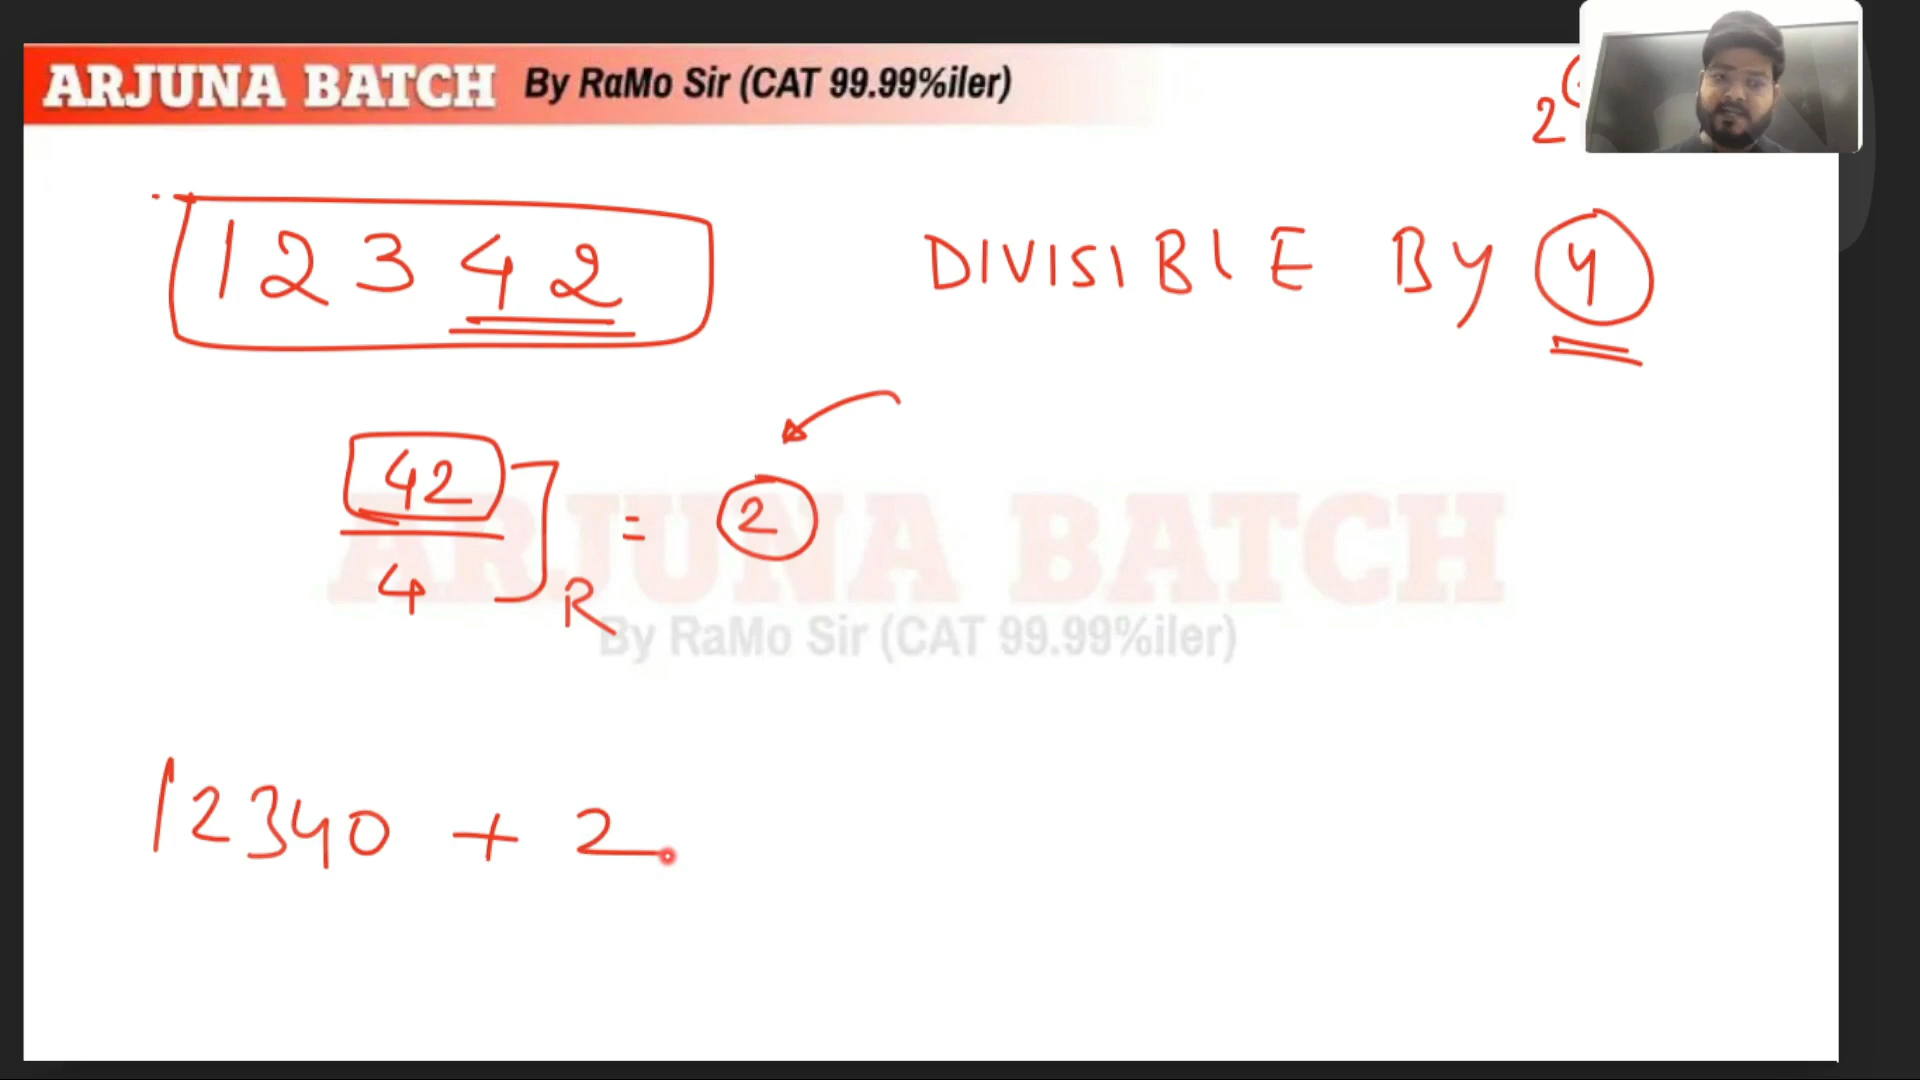 ARJUNA BATCH By RaMo Sir (CAT 99.99%iler)
2
12342 DIVISIBLE BY 4
42
4
R
= 2
ARJUNA BATCH
By RaMo Sir (CAT 99.99%iler)
12340 + 2